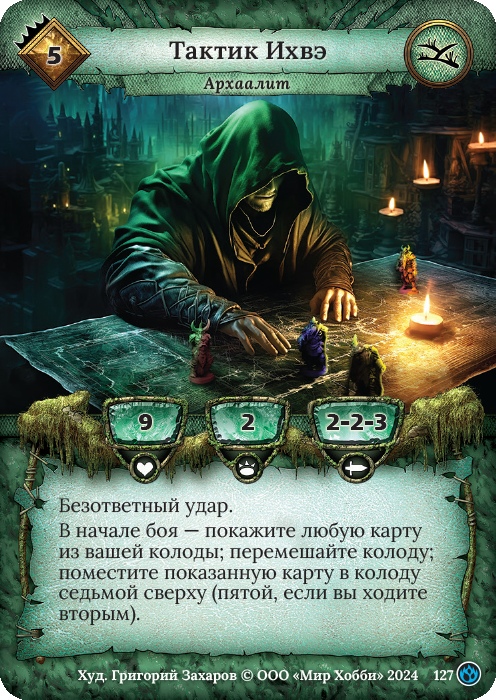 5
Тактик Ихвэ
Архаалит
9
2
2-2-3
Безответный удар.
В начале боя — покажите любую карту
из вашей колоды; перемешайте колоду;
поместите показанную карту в колоду
седьмой сверху (пятой, если вы ходите
вторым).
Худ. Григорий Захаров © ООО «Мир Хобби» 2024 127